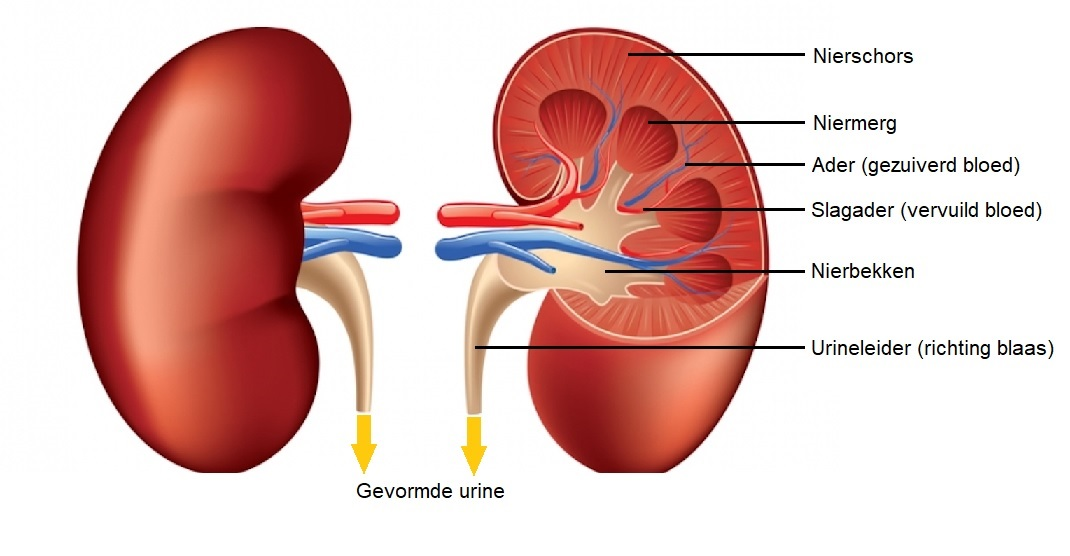 Nierschors
Niermerg
Ader (gezuiverd bloed)
Slagader (vervuild bloed)
Nierbekken
Urineleider (richting blaas)
Gevormde urine